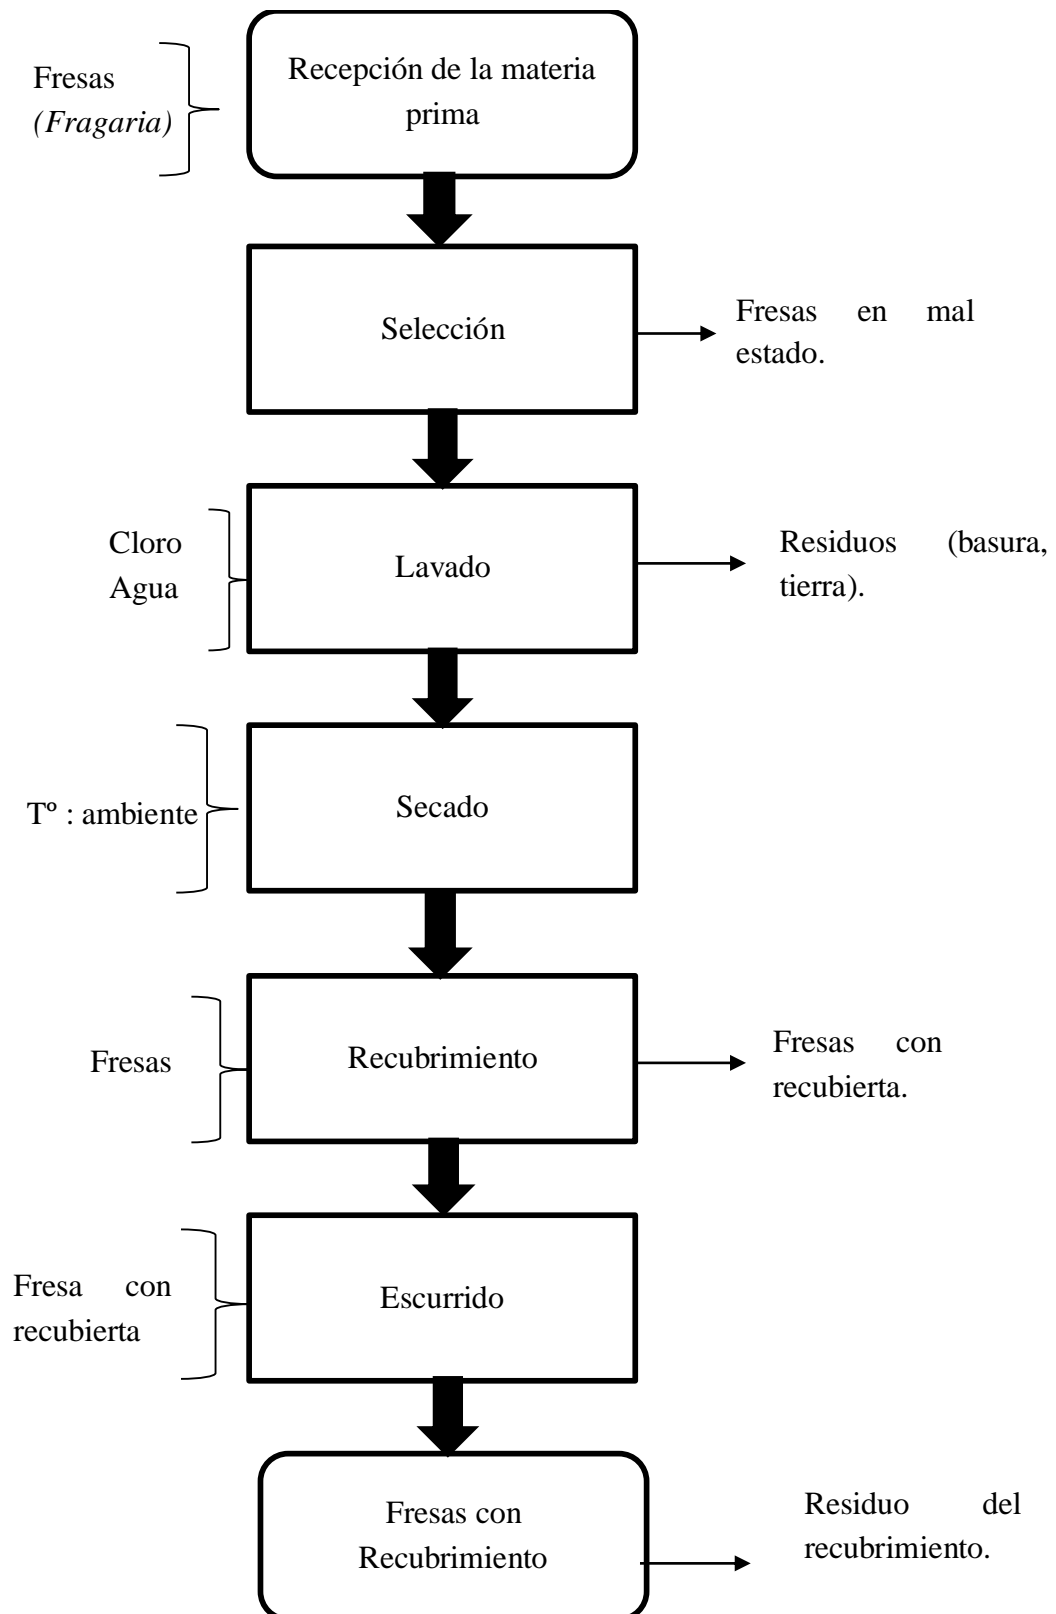 Fresas
(Fragaria)
Recepción de la materia
prima
Selección
Fresas en mal
estado.
Cloro
Agua
Lavado
Residuos (basura,
tierra).
Tº : ambiente
Secado
Fresas
Recubrimiento
Fresas con
recubierta.
Fresa con
recubierta
Escurrido
Fresas con
Recubrimiento
Residuo del
recubrimiento.